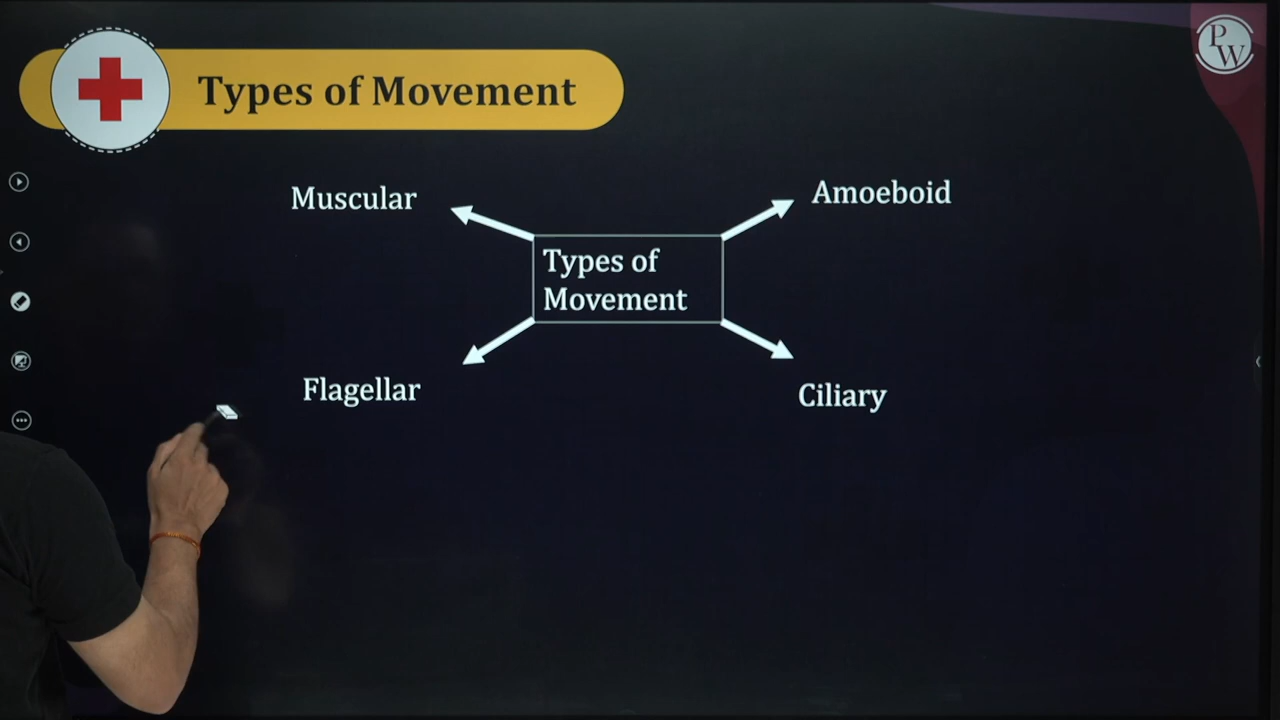 Types of Movement
PW
Muscular
Amoeboid
Types of
Movement
Flagellar
Ciliary